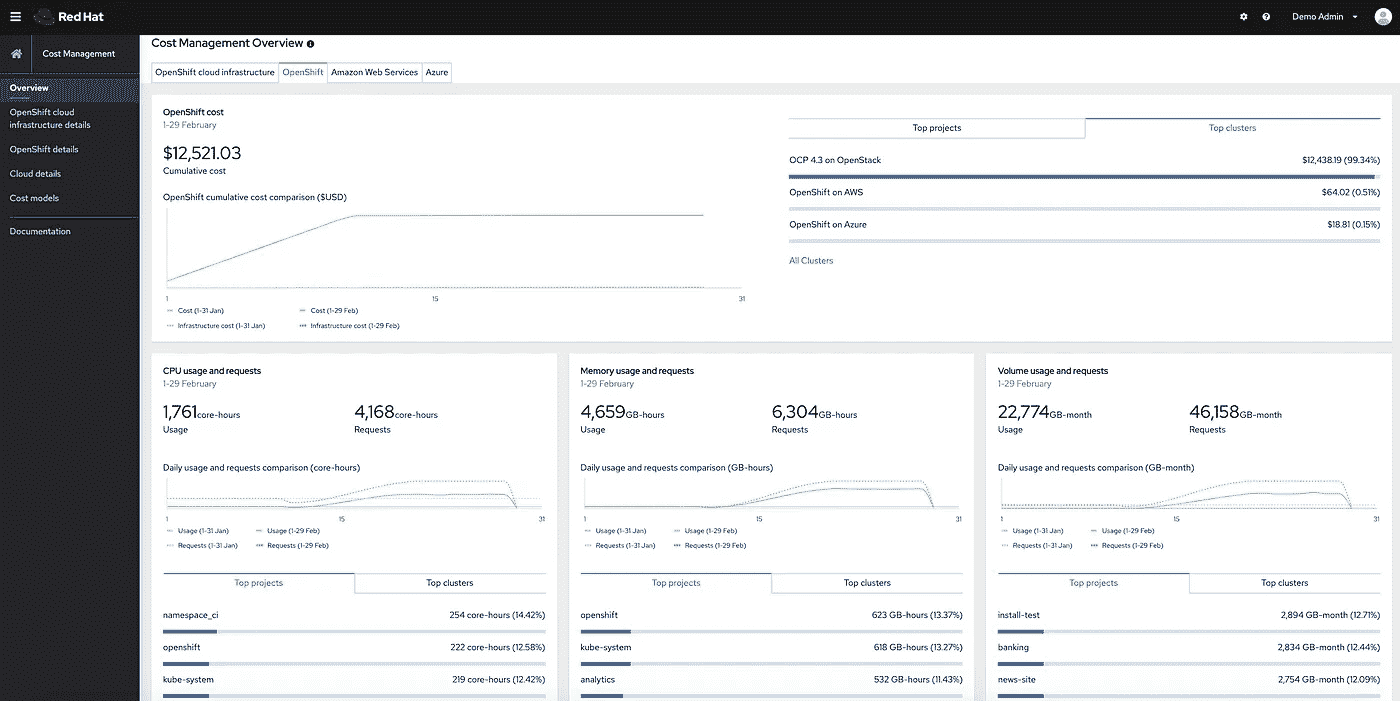 Red Hat
Demo Admin
Cost Management
Overview
OpenShift cloud
infrastructure details
OpenShift details
Cloud details
Cost models
Documentation
Cost Management Overview
OpenShift cloud infrastructure
OpenShift
Amazon Web Services
Azure
OpenShift cost
1-29 February
$12,521.03
Cumulative cost
OpenShift cumulative cost comparison ($USD)
1
15
31
Cost (1-31 Jan)
Cost (1-29 Feb)
Infrastructure cost (1-31 Jan)
Infrastructure cost (1-29 Feb)
Top projects
Top clusters
OCP 4.3 on OpenStack
$12,438.19 (99.34%)
OpenShift on AWS
$64.02 (0.51%)
OpenShift on Azure
$18.81 (0.15%)
All Clusters
CPU usage and requests
1-29 February
1,761 core-hours
Usage
4,168 core-hours
Requests
Daily usage and requests comparison (core-hours)
1
15
31
Usage (1-31 Jan)
Usage (1-29 Feb)
Requests (1-31 Jan)
Requests (1-29 Feb)
Top projects
Top clusters
namespace_ci
254 core-hours (14.42%)
openshift
222 core-hours (12.58%)
kube-system
219 core-hours (12.42%)
Memory usage and requests
1-29 February
4,659 GB-hours
Usage
6,304 GB-hours
Requests
Daily usage and requests comparison (GB-hours)
1
15
31
Usage (1-31 Jan)
Usage (1-29 Feb)
Requests (1-31 Jan)
Requests (1-29 Feb)
Top projects
Top clusters
openshift
623 GB-hours (13.37%)
kube-system
618 GB-hours (13.27%)
analytics
532 GB-hours (11.43%)
Volume usage and requests
1-29 February
22,774 GB-month
Usage
46,158 GB-month
Requests
Daily usage and requests comparison (GB-month)
1
15
31
Usage (1-31 Jan)
Usage (1-29 Feb)
Requests (1-31 Jan)
Requests (1-29 Feb)
Top projects
Top clusters
install-test
2,894 GB-month (12.71%)
banking
2,834 GB-month (12.44%)
news-site
2,754 GB-month (12.09%)